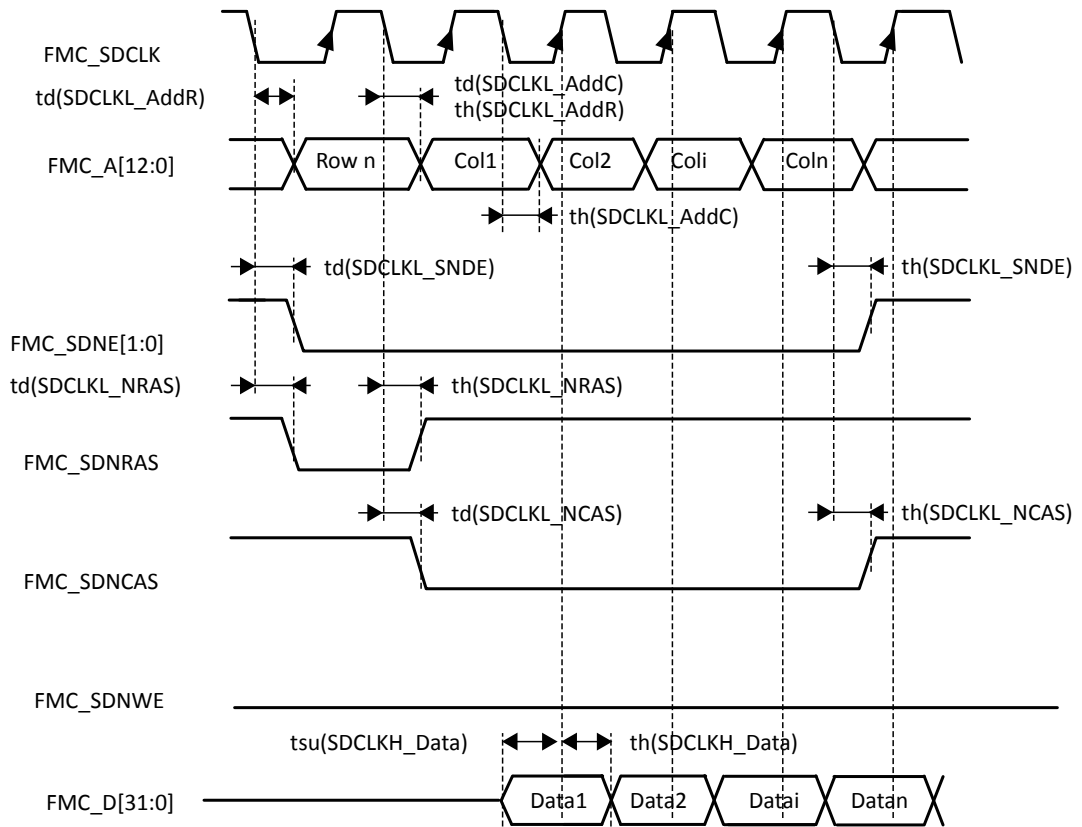 FMC_SDCLK
td(SDCLKL_AddR)
td(SDCLKL_AddC)
th(SDCLKL_AddR)
FMC_A[12:0]
Row n
Col1
Col2
Coli
Coln
th(SDCLKL_AddC)
td(SDCLKL_SNDE)
th(SDCLKL_SNDE)
FMC_SDNE[1:0]
td(SDCLKL_NRAS)
th(SDCLKL_NRAS)
FMC_SDNRAS
td(SDCLKL_NCAS)
th(SDCLKL_NCAS)
FMC_SDNCAS
FMC_SDNWE
tsu(SDCLKH_Data)
th(SDCLKH_Data)
FMC_D[31:0]
Data1
Data2
Datai
Datan